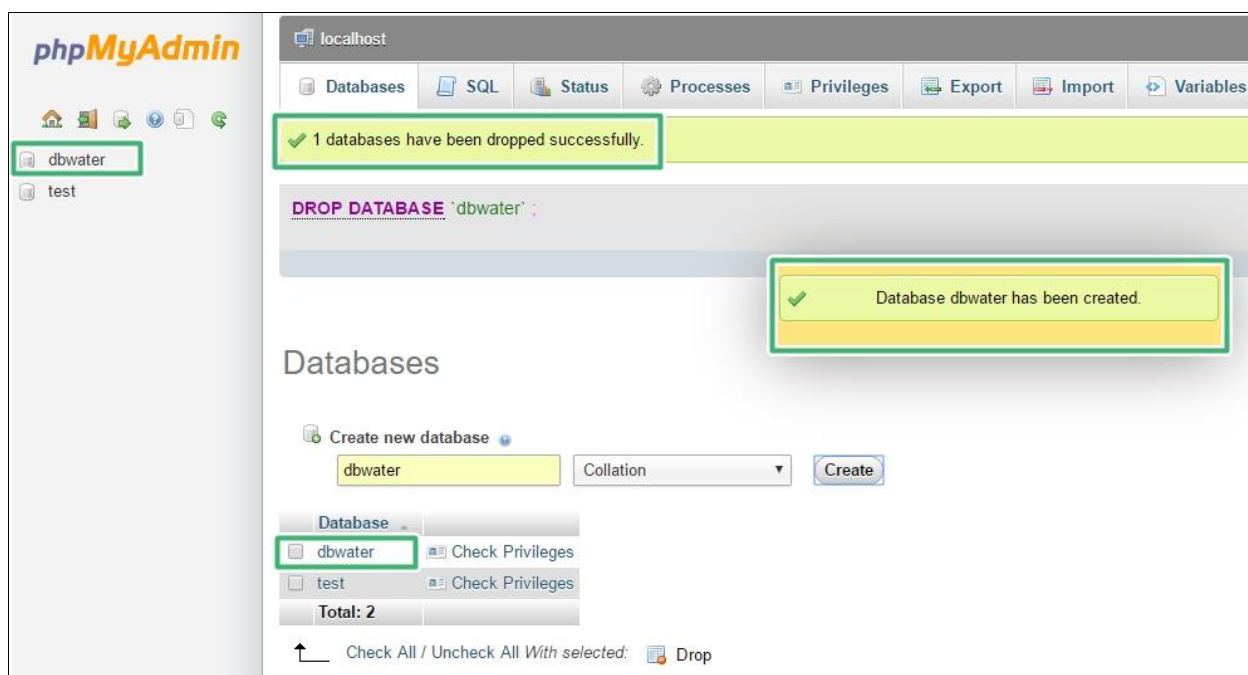 phpMyAdmin
dbwater
test
localhost
Databases SQL Status Processes Privileges Export Import Variables
1 databases have been dropped successfully.
DROP DATABASE `dbwater` ;
Database dbwater has been created.
Databases
Create new database
dbwater Collation Create
Database
dbwater Check Privileges
test Check Privileges
Total: 2
Check All / Uncheck All With selected: Drop